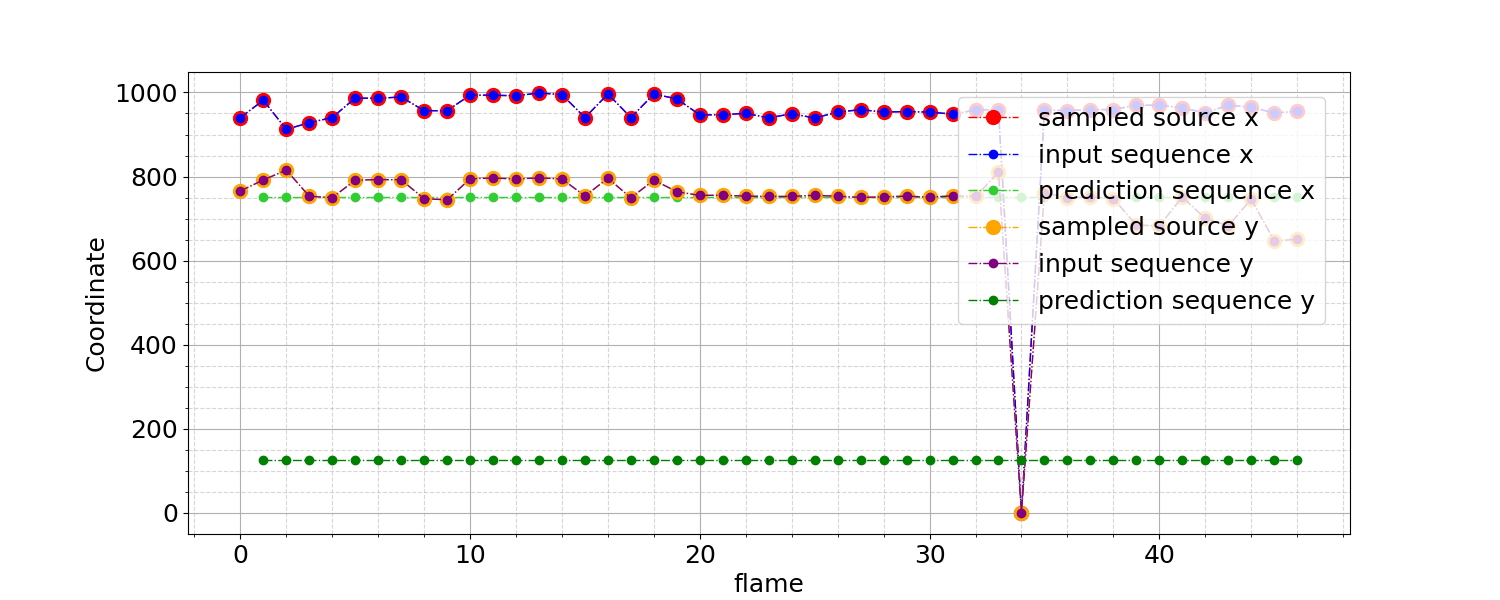 1000
800
600
400
200
0
Coordinate
0 10 20 30 40
flame
sampled source x
input sequence x
prediction sequence x
sampled source y
input sequence y
prediction sequence y